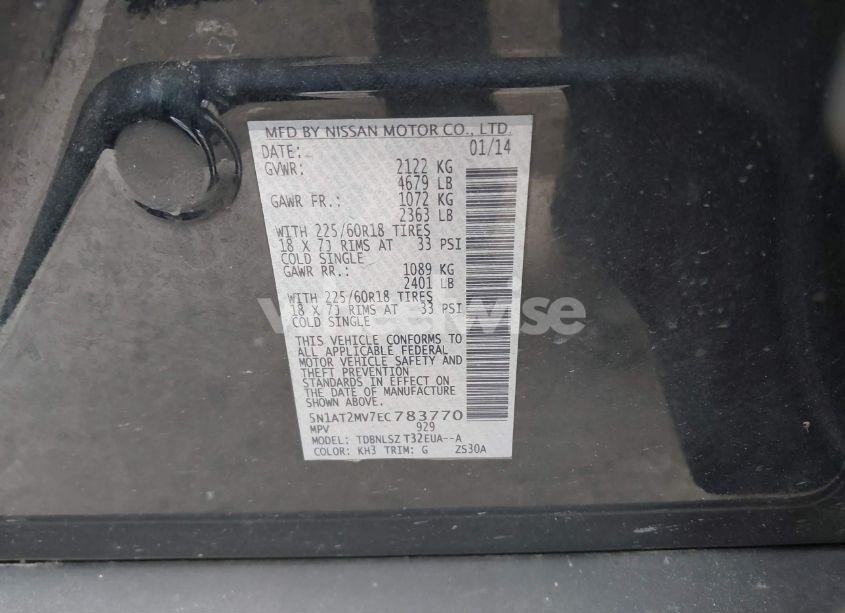 MFD BY NISSAN MOTOR CO., LTD.
DATE: 01/14
GVWR: 2122 KG
4679 LB
GAWR FR.: 1072 KG
2363 LB
WITH 225/60R18 TIRES
18 X 7J RIMS AT 33 PSI
COLD SINGLE
GAWR RR.: 1089 KG
2401 LB
WITH 225/60R18 TIRES
18 X 7J RIMS AT 33 PSI
COLD SINGLE
THIS VEHICLE CONFORMS TO
ALL APPLICABLE FEDERAL
MOTOR VEHICLE SAFETY AND
THEFT PREVENTION
STANDARDS IN EFFECT ON
THE DATE OF MANUFACTURE
SHOWN ABOVE.
5N1AT2MV7EC783770
MPV 929
MODEL: TDBNLSZ T32EUA--A
COLOR: KH3 TRIM: G ZS30A